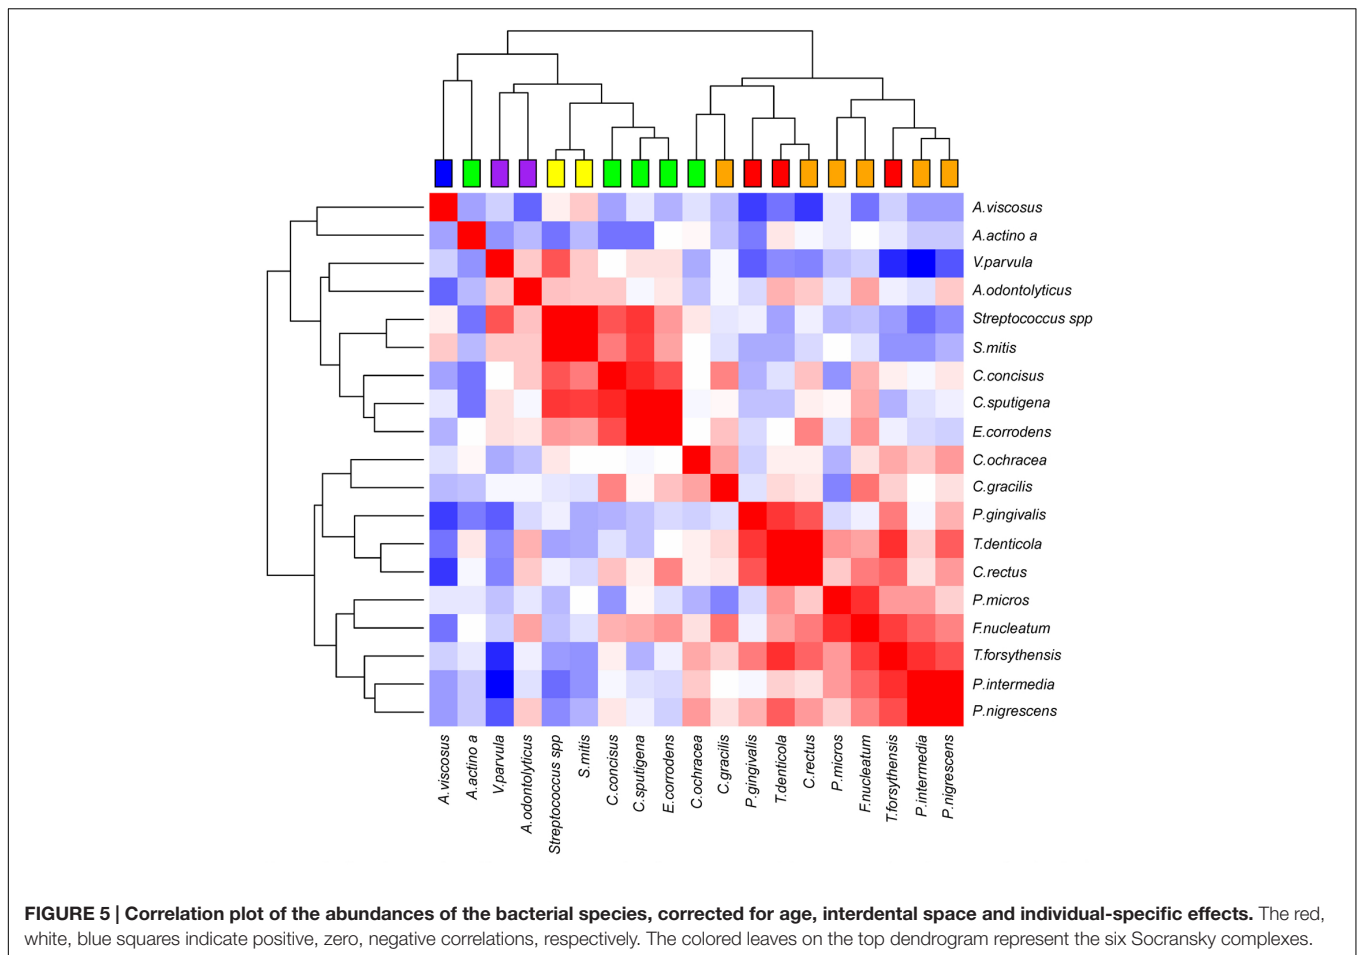 A.viscosus
A.actino a
V.parvula
A.odontolyticus
Streptococcus spp
S.mitis
C.concisus
C.sputigena
E.corrodens
C.ochracea
C.gracilis
P.gingivalis
T.denticola
C.rectus
P.micros
F.nucleatum
T.forsythensis
P.intermedia
P.nigrescens
A.viscosus
A.actino a
V.parvula
A.odontolyticus
Streptococcus spp
S.mitis
C.concisus
C.sputigena
E.corrodens
C.ochracea
C.gracilis
P.gingivalis
T.denticola
C.rectus
P.micros
F.nucleatum
T.forsythensis
P.intermedia
P.nigrescens
FIGURE 5 | Correlation plot of the abundances of the bacterial species, corrected for age, interdental space and individual-specific effects. The red,
white, blue squares indicate positive, zero, negative correlations, respectively. The colored leaves on the top dendrogram represent the six Socransky complexes.